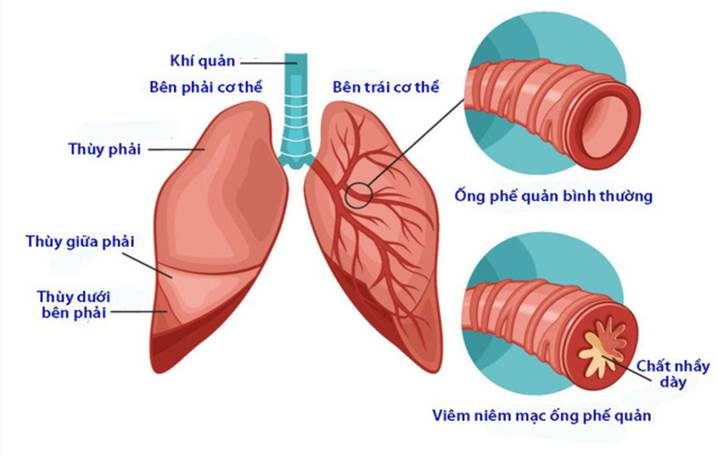 Khí quản
Bên phải cơ thể
Bên trái cơ thể
Thùy phải
Ống phế quản bình thường
Thùy giữa phải
Thùy dưới
bên phải
Chất nhầy
dày
Viêm niêm mạc ống phế quản